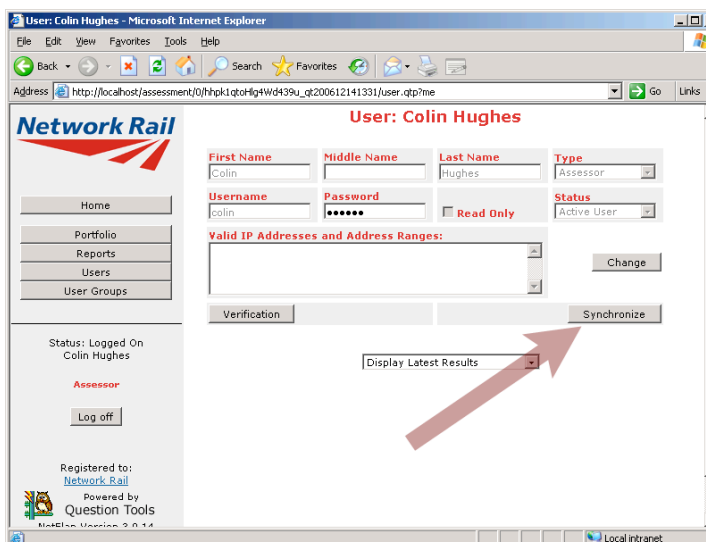 User: Colin Hughes - Microsoft Internet Explorer
File Edit View Favorites Tools Help
Back Search Favorites
Address http://localhost/assessment/0/hhpk1qtoHlg4Wd439u_qt200612141331/user.qtp?me Go Links
Network Rail
User: Colin Hughes
First Name Middle Name Last Name Type
Colin Hughes Assessor
Username Password Status
colin •••••• Read Only Active User
Valid IP Addresses and Address Ranges:
Change
Verification Synchronize
Display Latest Results
Home
Portfolio
Reports
Users
User Groups
Status: Logged On
Colin Hughes
Assessor
Log off
Registered to:
Network Rail
Powered by
Question Tools
Version 3.0.14
Local intranet